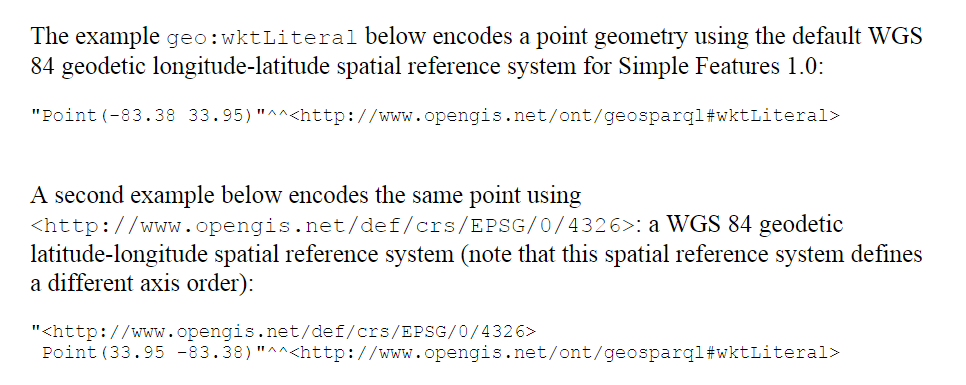 The example geo:wktLiteral below encodes a point geometry using the default WGS
84 geodetic longitude-latitude spatial reference system for Simple Features 1.0:
"Point(-83.38 33.95)"^^<http://www.opengis.net/ont/geosparql#wktLiteral>
A second example below encodes the same point using
<http://www.opengis.net/def/crs/EPSG/0/4326>: a WGS 84 geodetic
latitude-longitude spatial reference system (note that this spatial reference system defines
a different axis order):
"<http://www.opengis.net/def/crs/EPSG/0/4326>
Point(33.95 -83.38)"^^<http://www.opengis.net/ont/geosparql#wktLiteral>